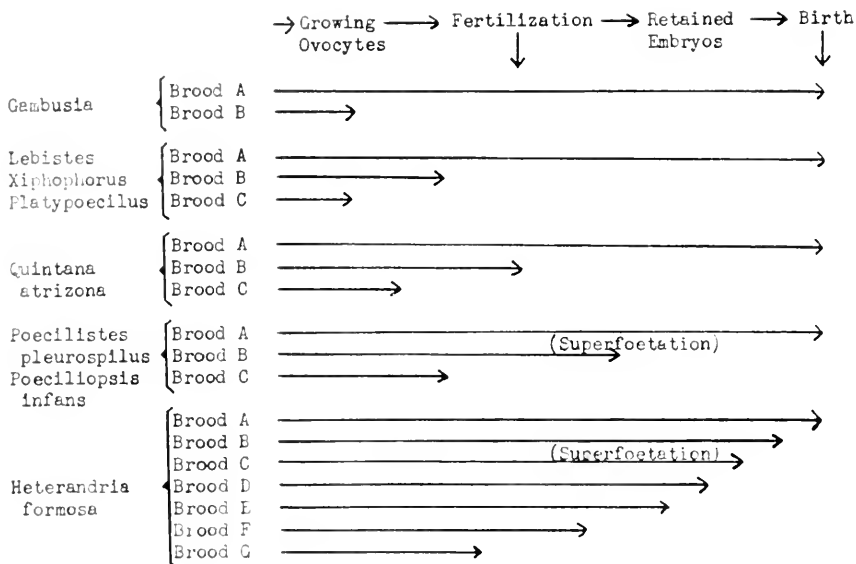 Growing Ovocytes Fertilization Retained Embryos Birth
Gambusia
Brood A
Brood B
Lebistes
Xiphophorus
Platypoecilus
Brood A
Brood B
Brood C
Quintana
atrizona
Brood A
Brood B
Brood C
Poecilistes
pleurospilus
Poeciliopsis
infans
Brood A
Brood B
Brood C
(Superfoetation)
Heterandria
formosa
Brood A
Brood B
Brood C
Brood D
Brood E
Brood F
Brood G
(Superfoetation)